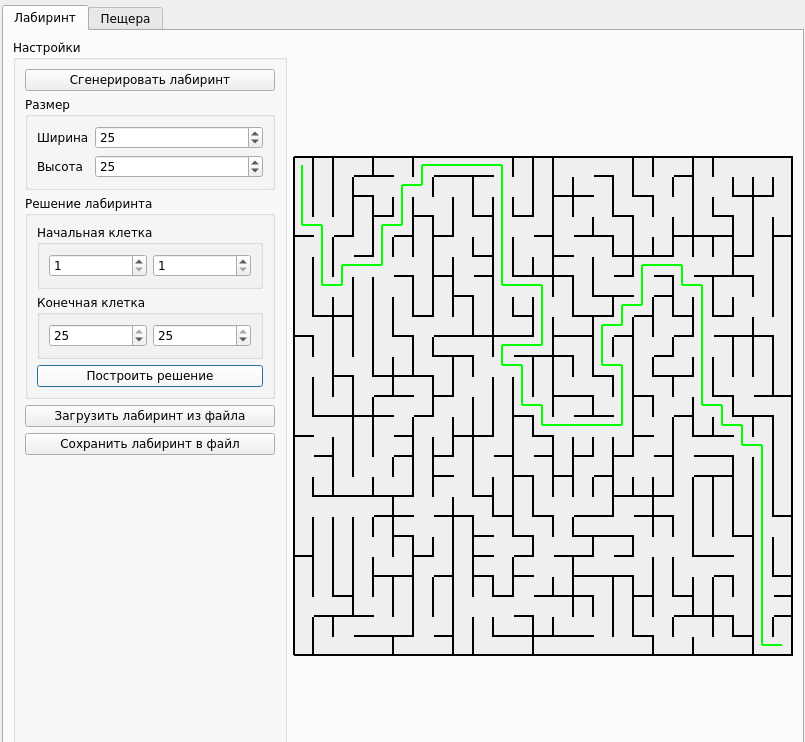 Лабиринт Пещера
Настройки
Сгенерировать лабиринт
Размер
Ширина 25
Высота 25
Решение лабиринта
Начальная клетка
1 1
Конечная клетка
25 25
Построить решение
Загрузить лабиринт из файла
Сохранить лабиринт в файл